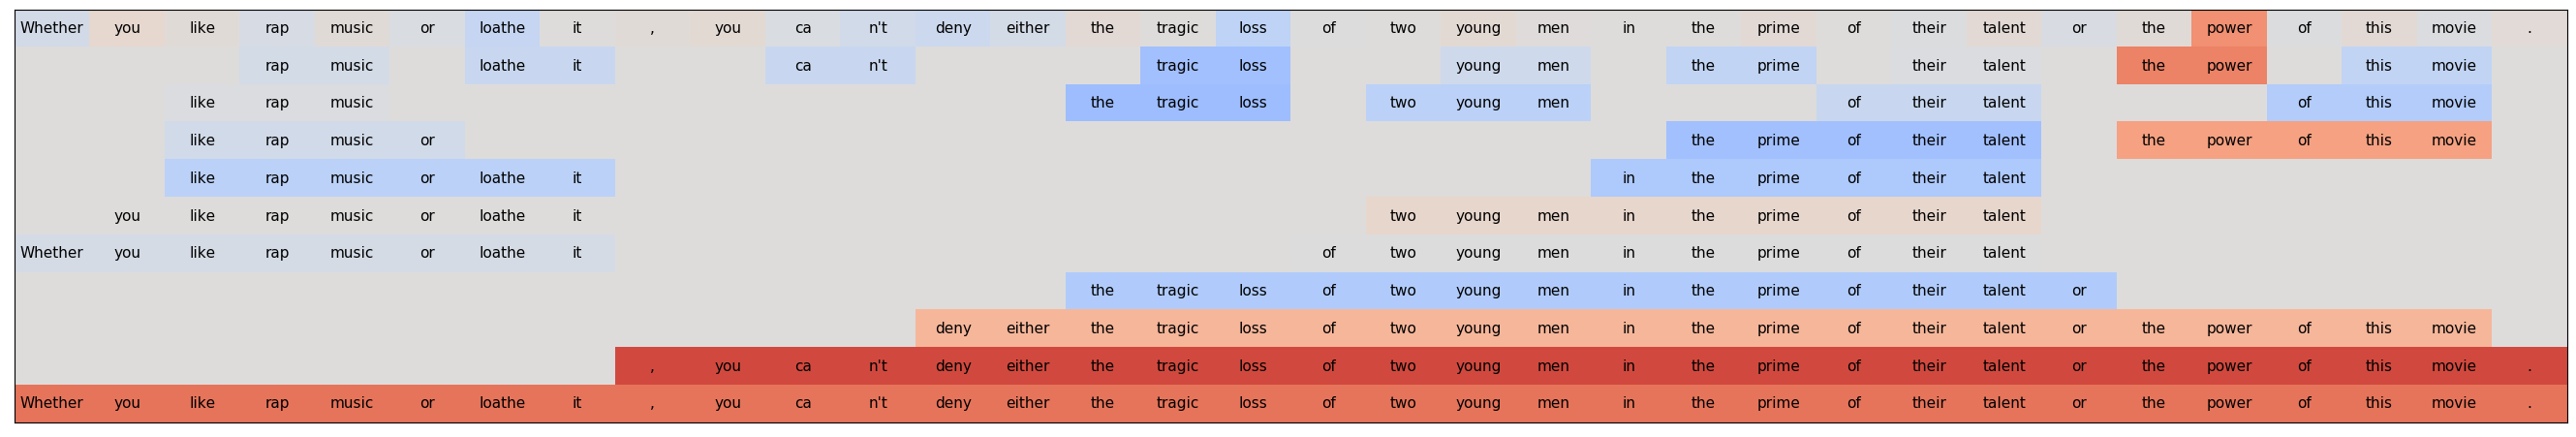 Whether you like rap music or loathe it , you ca n't deny either the tragic loss of two young men in the prime of their talent or the power of this movie .
rap music loathe it ca n't tragic loss young men the prime their talent the power this movie
like rap music the tragic loss two young men of their talent of this movie
like rap music or the prime of their talent the power of this movie
like rap music or loathe it in the prime of their talent
you like rap music or loathe it two young men in the prime of their talent
Whether you like rap music or loathe it of two young men in the prime of their talent
the tragic loss of two young men in the prime of their talent or
deny either the tragic loss of two young men in the prime of their talent or the power of this movie
, you ca n't deny either the tragic loss of two young men in the prime of their talent or the power of this movie .
Whether you like rap music or loathe it , you ca n't deny either the tragic loss of two young men in the prime of their talent or the power of this movie .